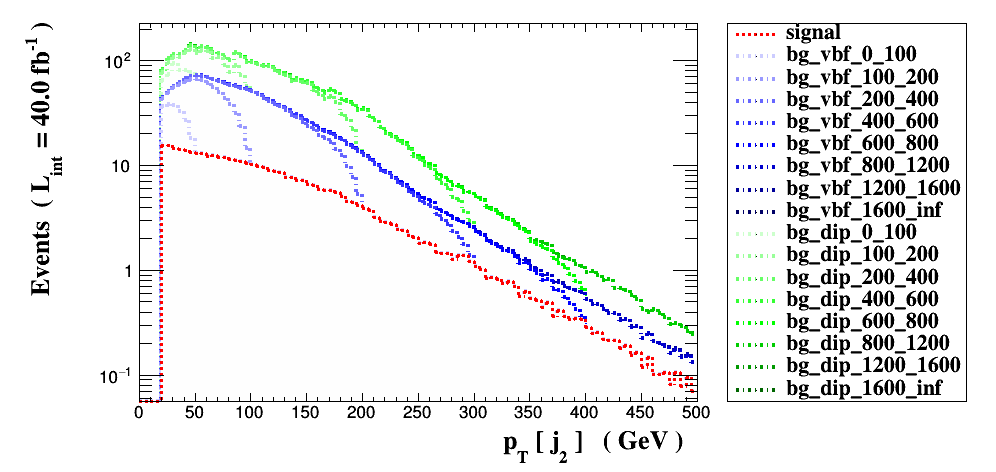 Events ( L_int = 40.0 fb^-1 )
10^2
10
1
10^-1
0 50 100 150 200 250 300 350 400 450 500
p_T [ j_2 ] ( GeV )
signal
bg_vbf_0_100
bg_vbf_100_200
bg_vbf_200_400
bg_vbf_400_600
bg_vbf_600_800
bg_vbf_800_1200
bg_vbf_1200_1600
bg_vbf_1600_inf
bg_dip_0_100
bg_dip_100_200
bg_dip_200_400
bg_dip_400_600
bg_dip_600_800
bg_dip_800_1200
bg_dip_1200_1600
bg_dip_1600_inf